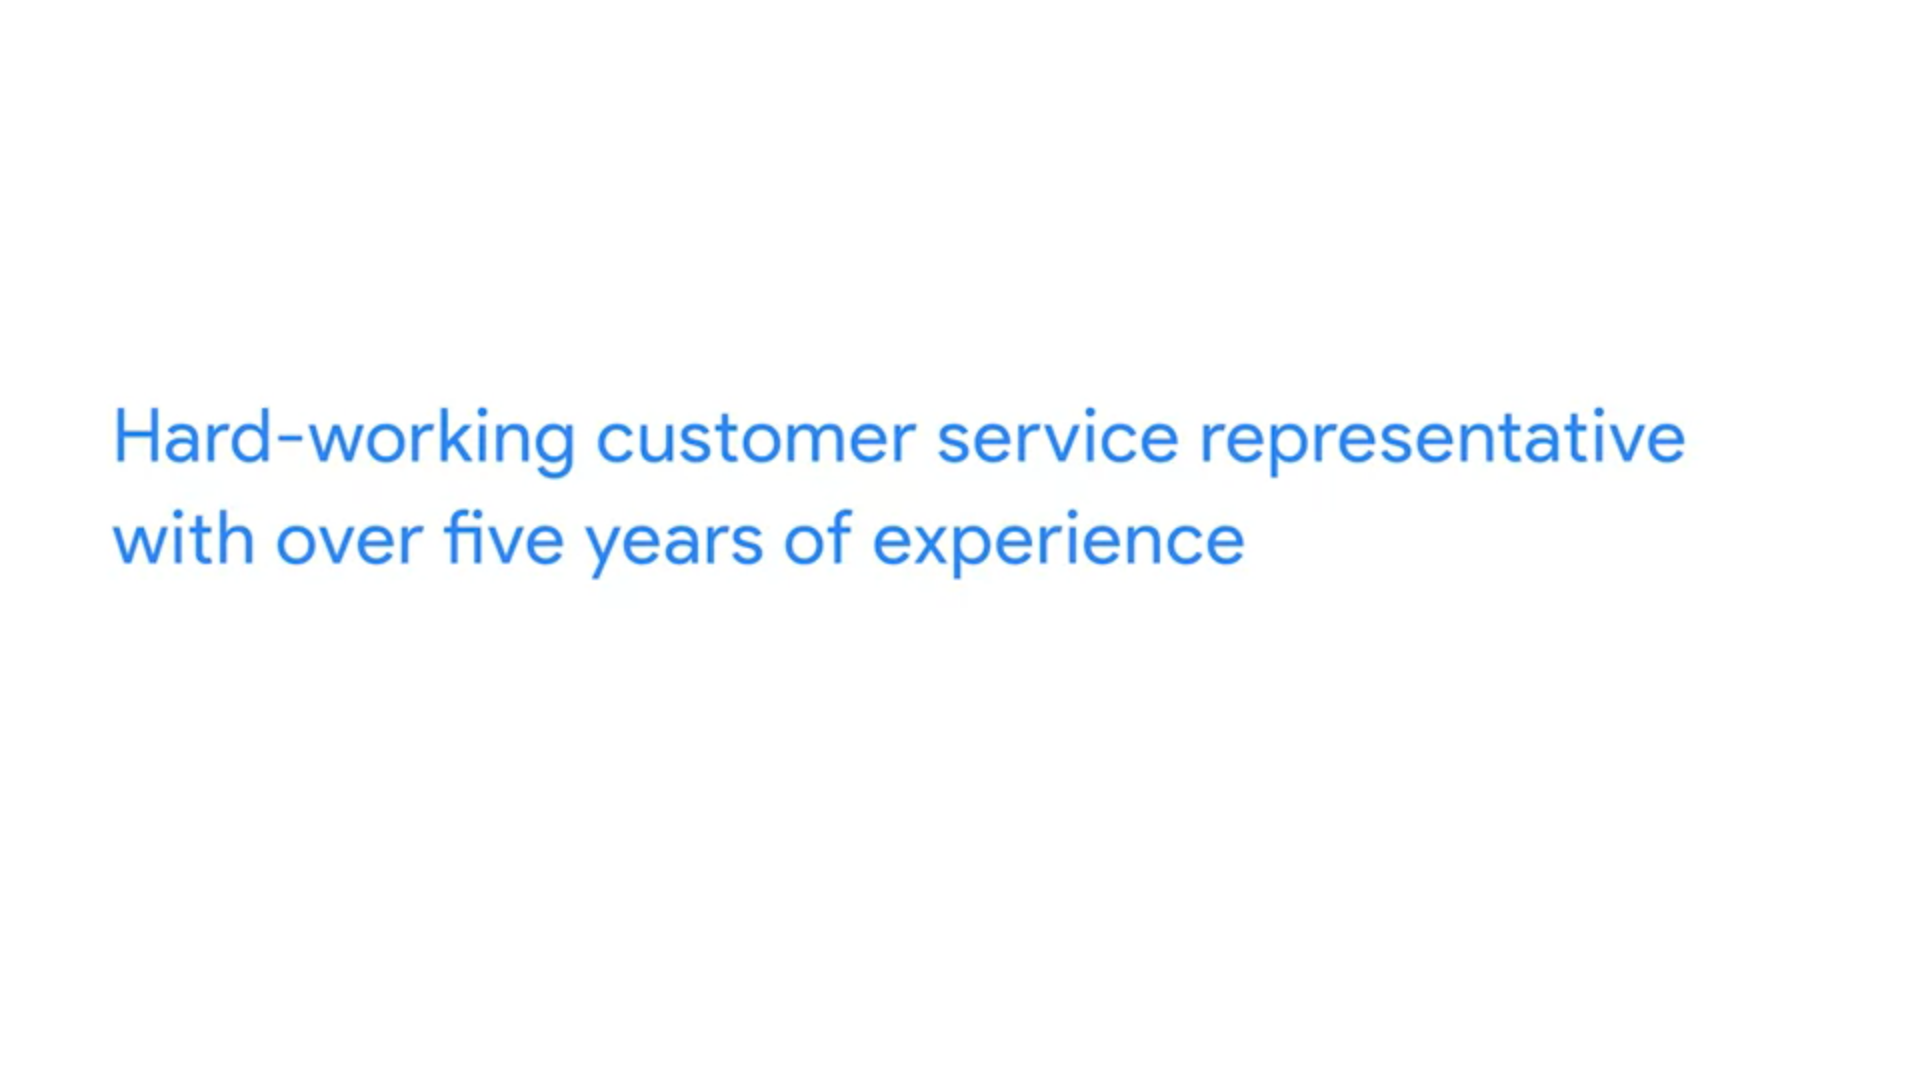 Hard-working customer service representative
with over five years of experience